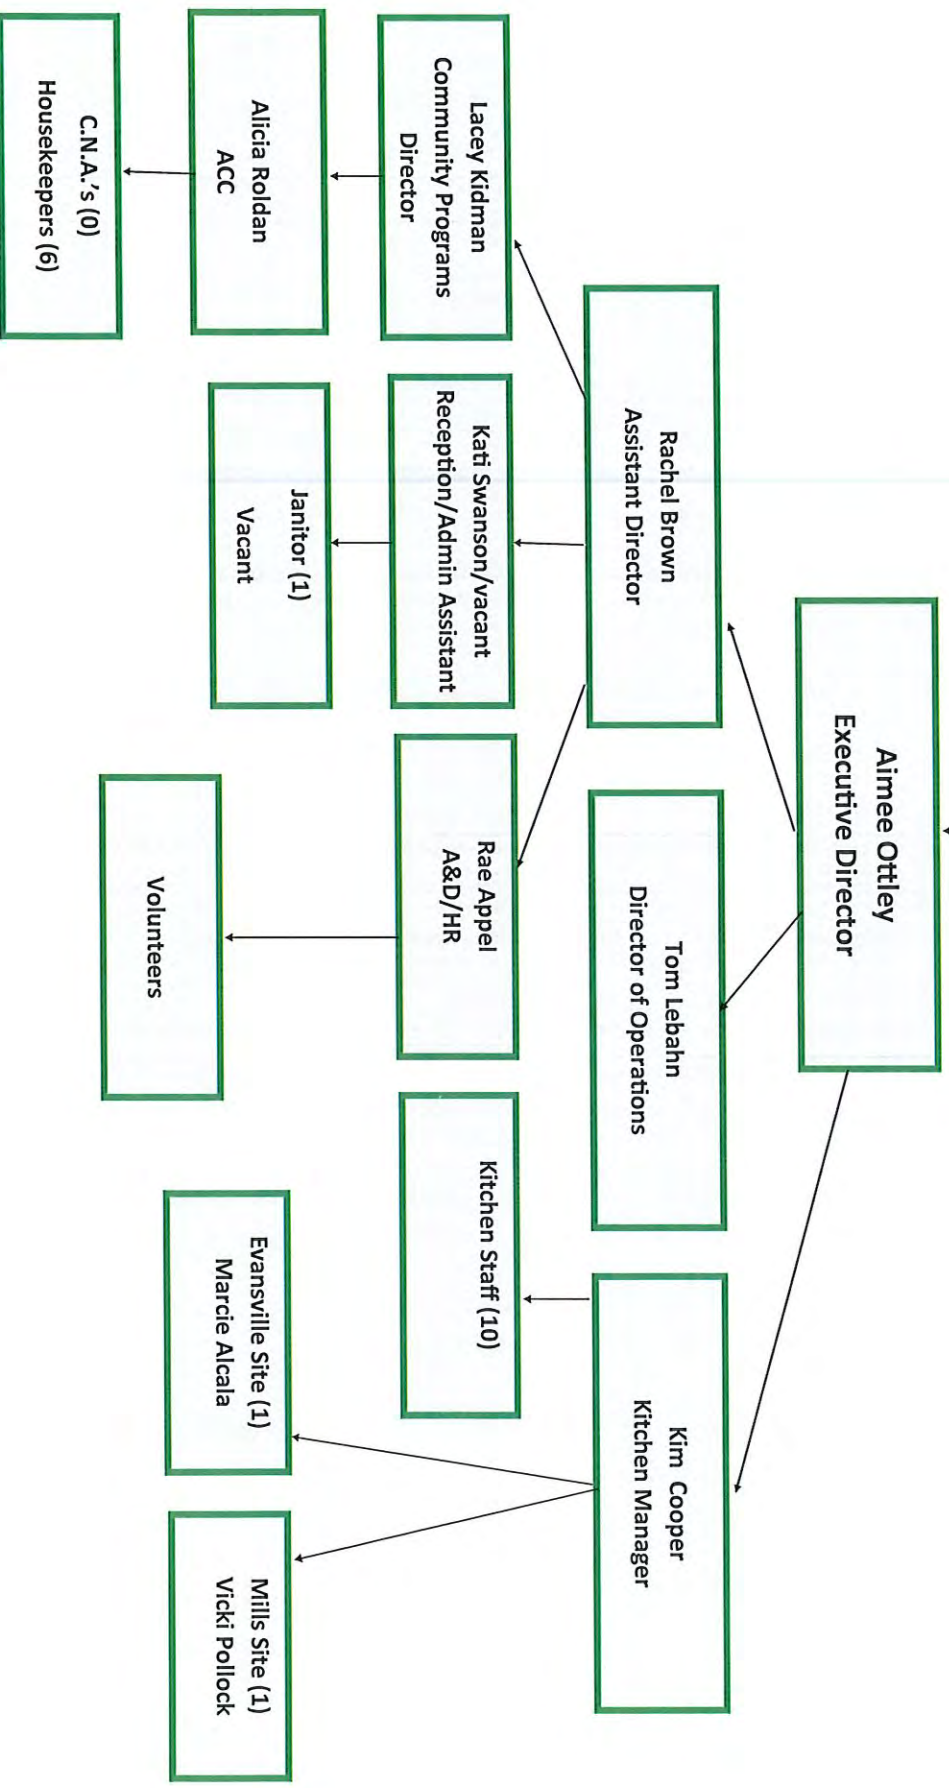 Aimee Ottley
Executive Director
Rachel Brown
Assistant Director
Tom Lebahn
Director of Operations
Kim Cooper
Kitchen Manager
Lacey Kidman
Community Programs
Director
Kati Swanson/vacant
Reception/Admin Assistant
Rae Appel
A&D/HR
Kitchen Staff (10)
Alicia Roldan
ACC
Janitor (1)
Vacant
Volunteers
Evansville Site (1)
Marcie Alcala
Mills Site (1)
Vicki Pollock
C.N.A.'s (0)
Housekeepers (6)